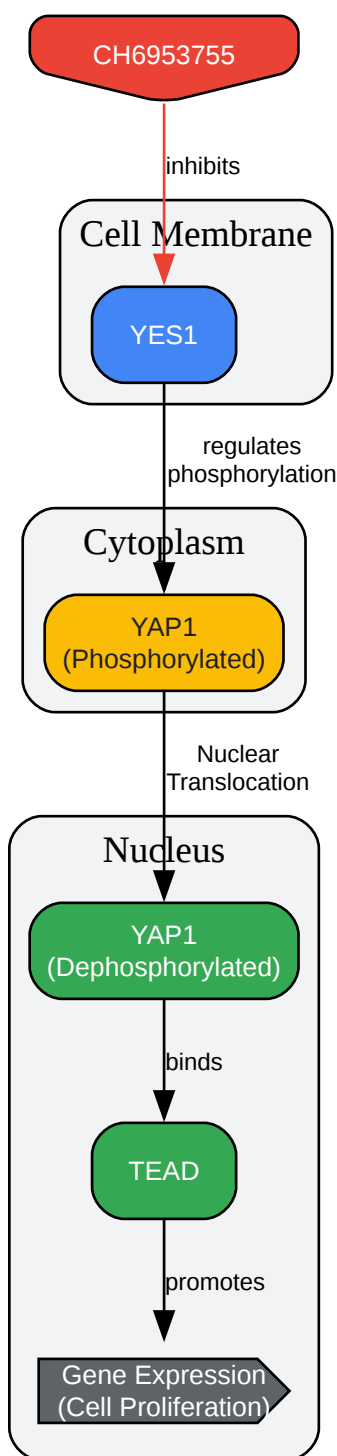 CH6953755
inhibits
Cell Membrane
YES1
regulates
phosphorylation
Cytoplasm
YAP1
(Phosphorylated)
Nuclear
Translocation
Nucleus
YAP1
(Dephosphorylated)
binds
TEAD
promotes
Gene Expression
(Cell Proliferation)